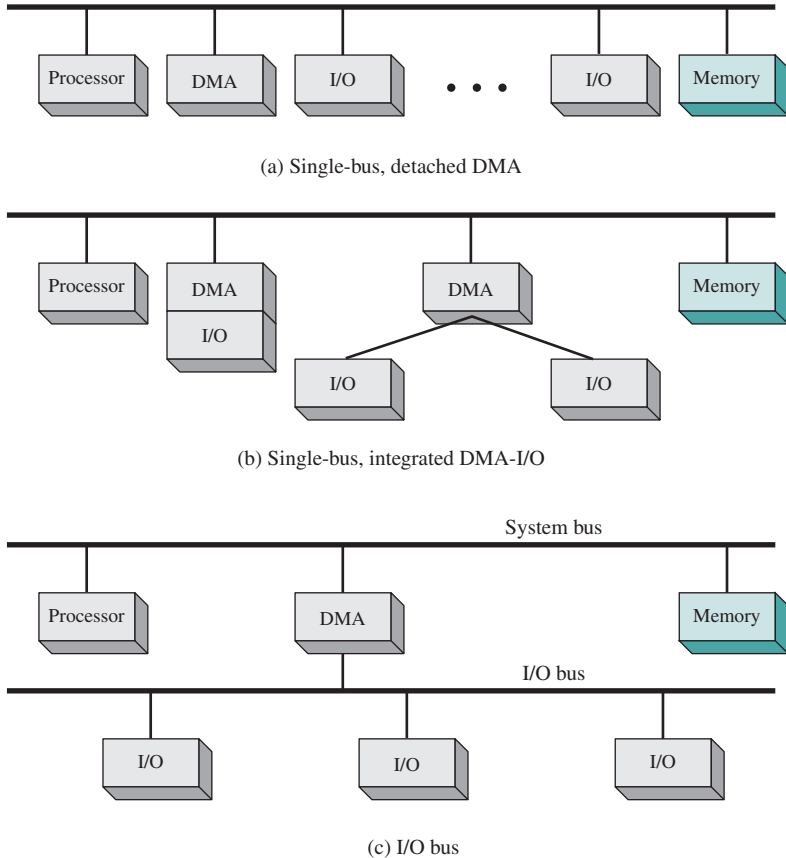 Processor DMA I/O • • • I/O Memory
(a) Single-bus, detached DMA
Processor DMA DMA Memory
I/O
I/O I/O
(b) Single-bus, integrated DMA-I/O
System bus
Processor DMA Memory
I/O bus
I/O I/O I/O
(c) I/O bus